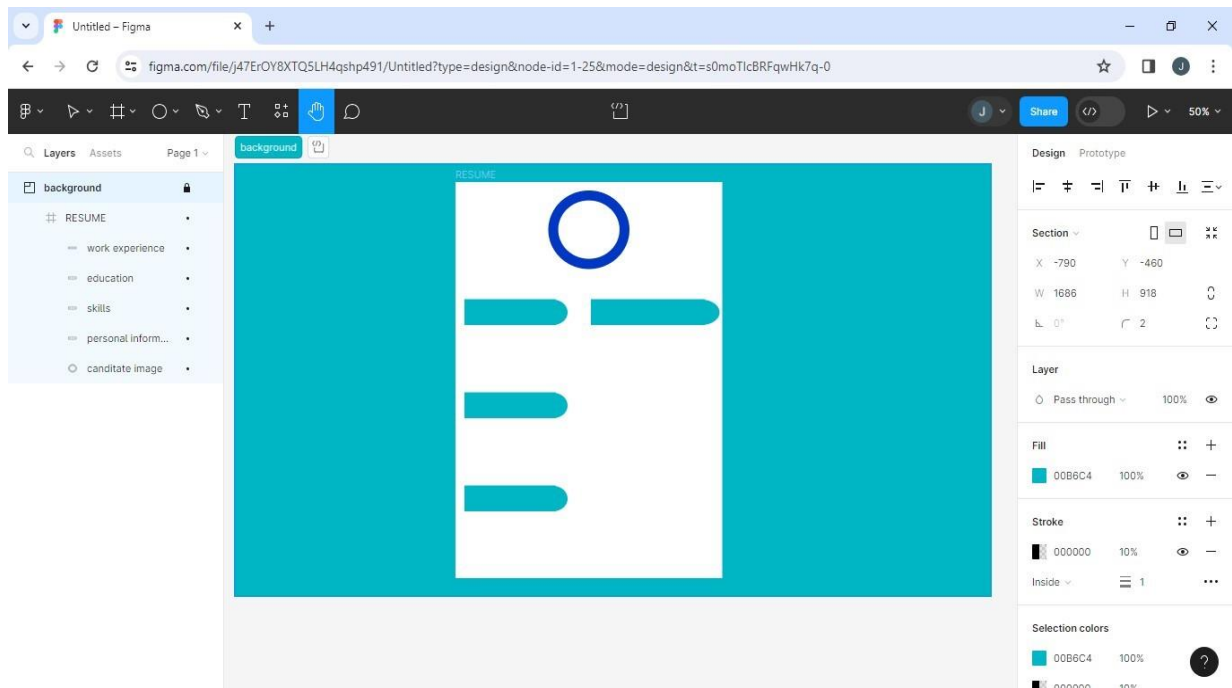 Untitled – Figma
figma.com/file/j47ErOY8XTQ5LH4qshp491/Untitled?type=design&node-id=1-25&mode=design&t=s0moTIcBRFqwHk7q-0
J
T
J
Share
50%
Layers Assets Page 1
background
RESUME
work experience
education
skills
personal inform...
canditate image
background
RESUME
Design Prototype
Section
X -790 Y -460
W 1686 H 918
0° 2
Layer
Pass through 100%
Fill
00B6C4 100%
Stroke
000000 10%
Inside 1
Selection colors
00B6C4 100%
000000 10%
?